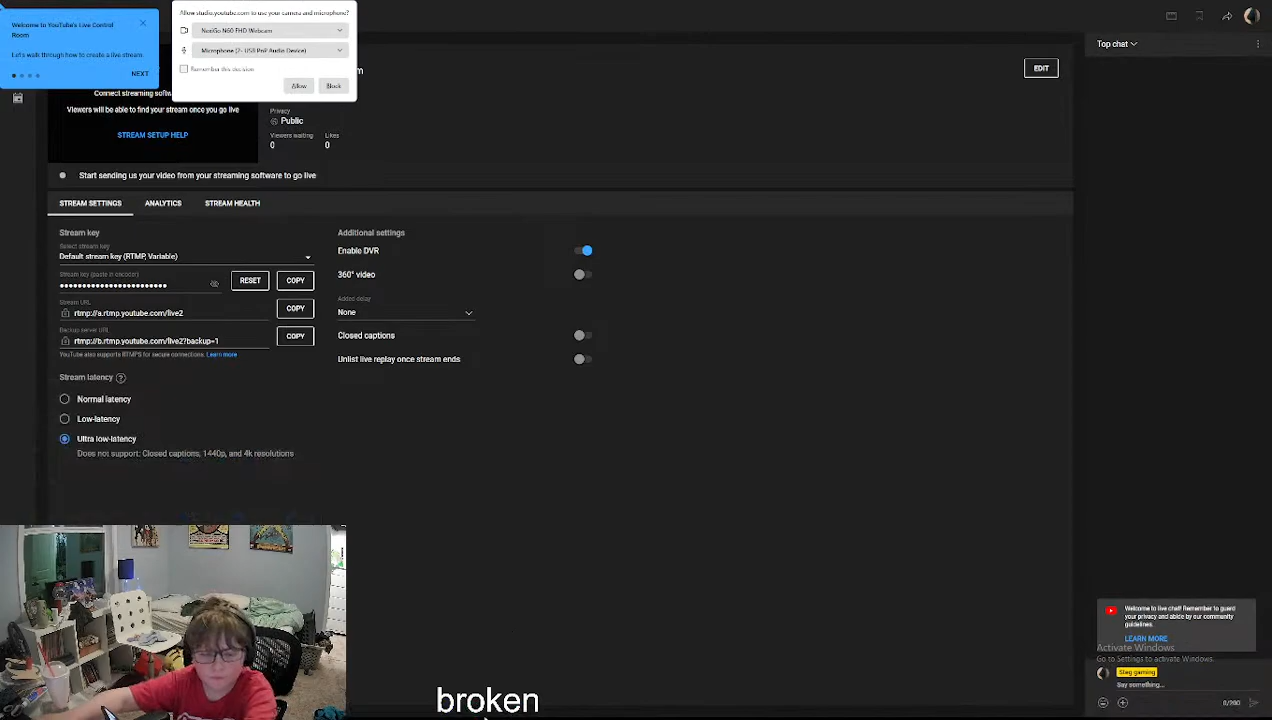 Welcome to YouTube's Live Control
Room
Let's walk through how to create a live stream.
NEXT
Allow studio.youtube.com to use your camera and microphone?
NexiGo N60 FHD Webcam
Microphone (2- USB PnP Audio Device)
Remember this decision
Allow
Block
m
EDIT
Top chat
Connect streaming softw
Viewers will be able to find your stream once you go live
STREAM SETUP HELP
Privacy
Public
Viewers waiting
Likes
0
0
Start sending us your video from your streaming software to go live
STREAM SETTINGS
ANALYTICS
STREAM HEALTH
Stream key
Select stream key
Default stream key (RTMP, Variable)
Stream key (paste in encoder)
RESET
COPY
Stream URL
rtmp://a.rtmp.youtube.com/live2
COPY
Backup server URL
rtmp://b.rtmp.youtube.com/live2?backup=1
COPY
YouTube also supports RTMPS for secure connections. Learn more
Stream latency
Normal latency
Low-latency
Ultra low-latency
Does not support: Closed captions, 1440p, and 4k resolutions
Additional settings
Enable DVR
360° video
Added delay
None
Closed captions
Unlist live replay once stream ends
Welcome to live chat! Remember to guard
your privacy and abide by our community
guidelines.
LEARN MORE
Activate Windows
Go to Settings to activate Windows.
Sleg gaming
Say something...
0/200
broken